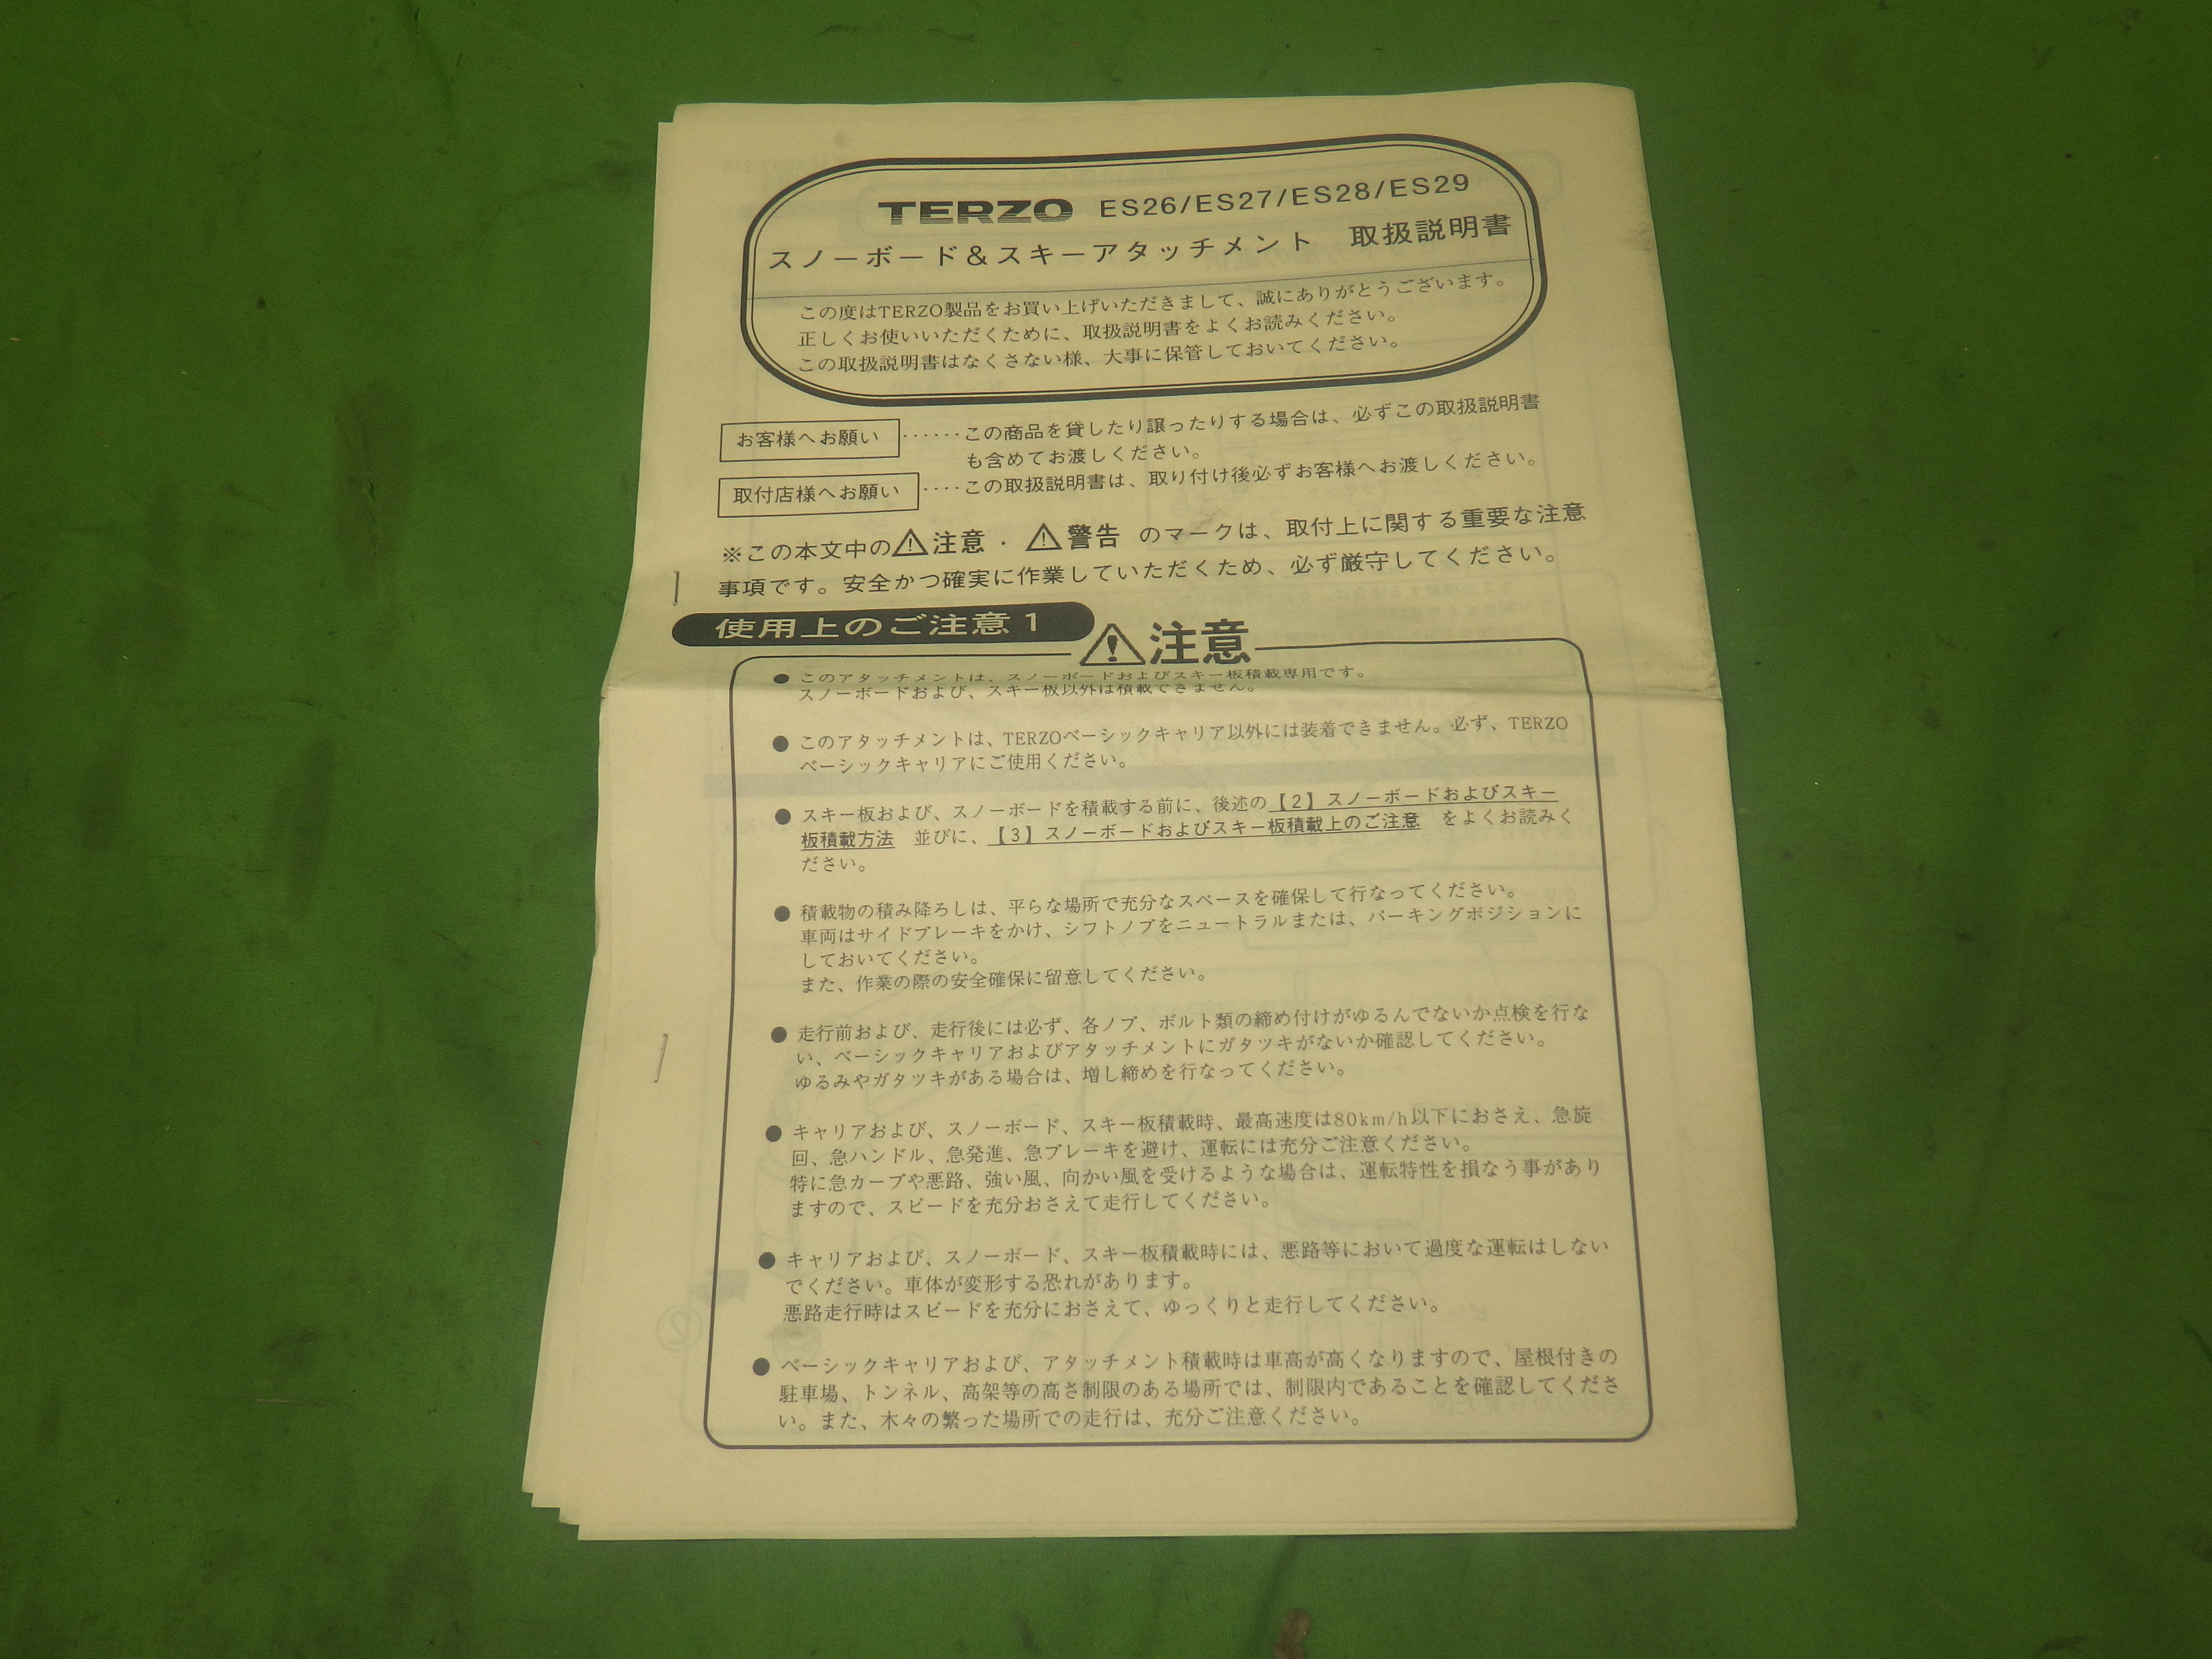 TERZO ES26/ES27/ES28/ES29
スノーボード&スキーアタッチメント 取扱説明書
この度はTERZO製品をお買い上げいただきまして、誠にありがとうございます。
正しくお使いいただくために、取扱説明書をよくお読みください。
この取扱説明書はなくさない様、大事に保管しておいてください。
お客様へお願い ・・・・・・この商品を貸したり譲ったりする場合は、必ずこの取扱説明書
も含めてお渡しください。
取付店様へお願い ・・・・この取扱説明書は、取り付け後必ずお客様へお渡しください。
※この本文中の⚠注意・⚠警告 のマークは、取付上に関する重要な注意
事項です。安全かつ確実に作業していただくため、必ず厳守してください。
使用上のご注意1
⚠注意
● このアタッチメントは、スノーボードおよびスキー板積載専用です。
スノーボードおよび、スキー板以外は積載できません。
● このアタッチメントは、TERZOベーシックキャリア以外には装着できません。必ず、TERZO
ベーシックキャリアにご使用ください。
● スキー板および、スノーボードを積載する前に、後述の【2】スノーボードおよびスキー
板積載方法 並びに、【3】スノーボードおよびスキー板積載上のご注意 をよくお読みく
ださい。
● 積載物の積み降ろしは、平らな場所で充分なスペースを確保して行なってください。
車両はサイドブレーキをかけ、シフトノブをニュートラルまたは、パーキングポジションに
しておいてください。
また、作業の際の安全確保に留意してください。
● 走行前および、走行後には必ず、各ノブ、ボルト類の締め付けがゆるんでないか点検を行な
い、ベーシックキャリアおよびアタッチメントにガタツキがないか確認してください。
ゆるみやガタツキがある場合は、増し締めを行なってください。
● キャリアおよび、スノーボード、スキー板積載時、最高速度は80km/h以下におさえ、急旋
回、急ハンドル、急発進、急ブレーキを避け、運転には充分ご注意ください。
特に急カーブや悪路、強い風、向かい風を受けるような場合は、運転特性を損なう事があり
ますので、スピードを充分おさえて走行してください。
● キャリアおよび、スノーボード、スキー板積載時には、悪路等において過度な運転はしない
でください。車体が変形する恐れがあります。
悪路走行時はスピードを充分におさえて、ゆっくりと走行してください。
● ベーシックキャリアおよび、アタッチメント積載時は車高が高くなりますので、屋根付きの
駐車場、トンネル、高架等の高さ制限のある場所では、制限内であることを確認してくださ
い。また、木々の繁った場所での走行は、充分ご注意ください。